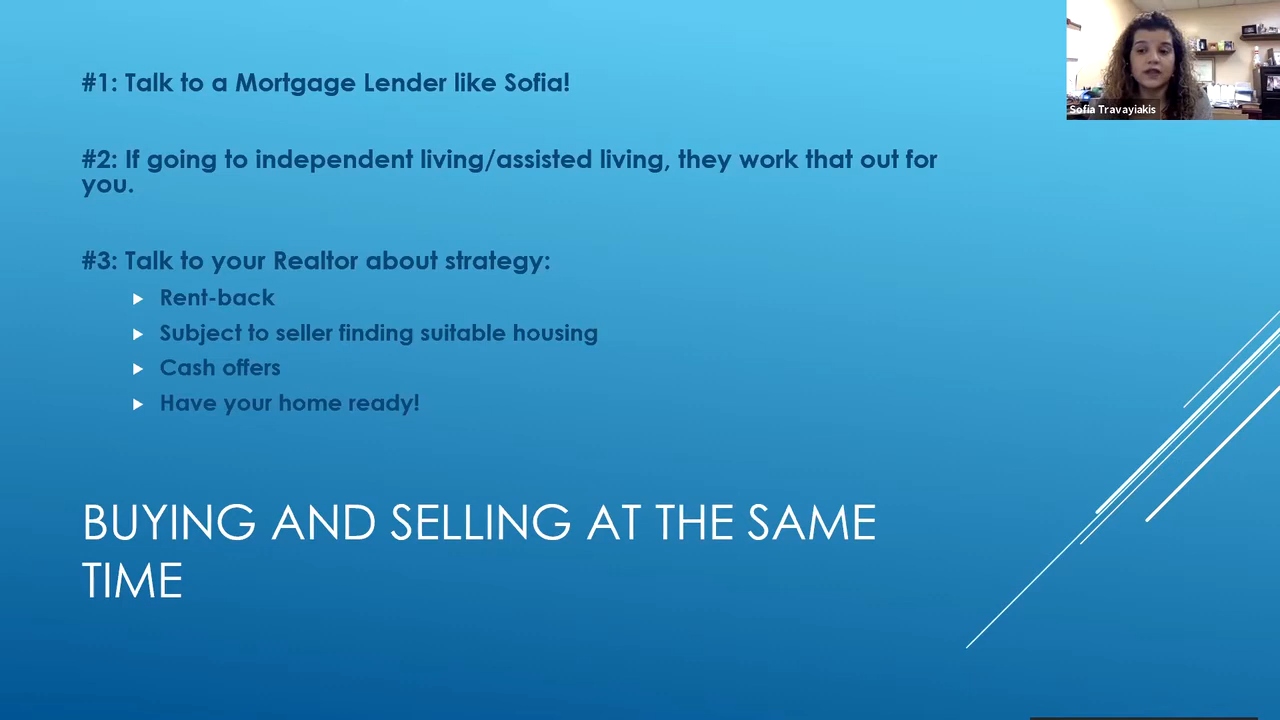 #1: Talk to a Mortgage Lender like Sofia!
#2: If going to independent living/assisted living, they work that out for
you.
#3: Talk to your Realtor about strategy:
Rent-back
Subject to seller finding suitable housing
Cash offers
Have your home ready!
BUYING AND SELLING AT THE SAME
TIME
Sofia Travayiakis